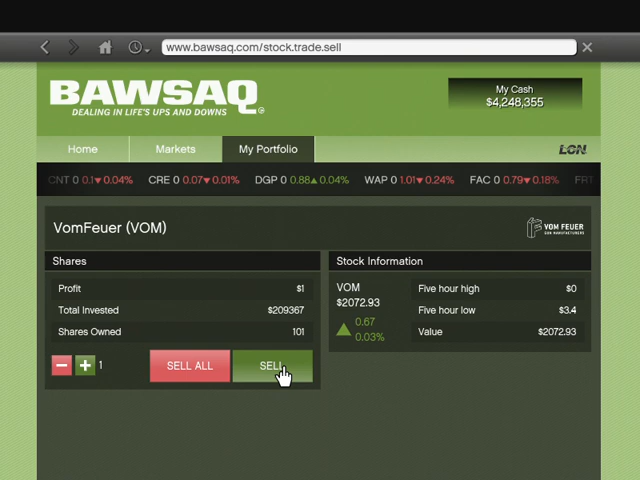 www.bawsaq.com/stock.trade.sell
BAWSAQ
DEALING IN LIFE'S UPS AND DOWNS
My Cash
$4,248,355
Home
Markets
My Portfolio
LCN
CNT 0 0.1▾0.04% CRE 0 0.07▾0.01% DGP 0 0.88▴0.04% WAP 0 1.01▾0.24% FAC 0 0.79▾0.18% FRT
VomFeuer (VOM)
VOM FEUER
GUN MANUFACTURERS
Shares
Profit $1
Total Invested $209367
Shares Owned 101
− + 1
SELL ALL
SELL
Stock Information
VOM
$2072.93
0.67
0.03%
Five hour high $0
Five hour low $3.4
Value $2072.93